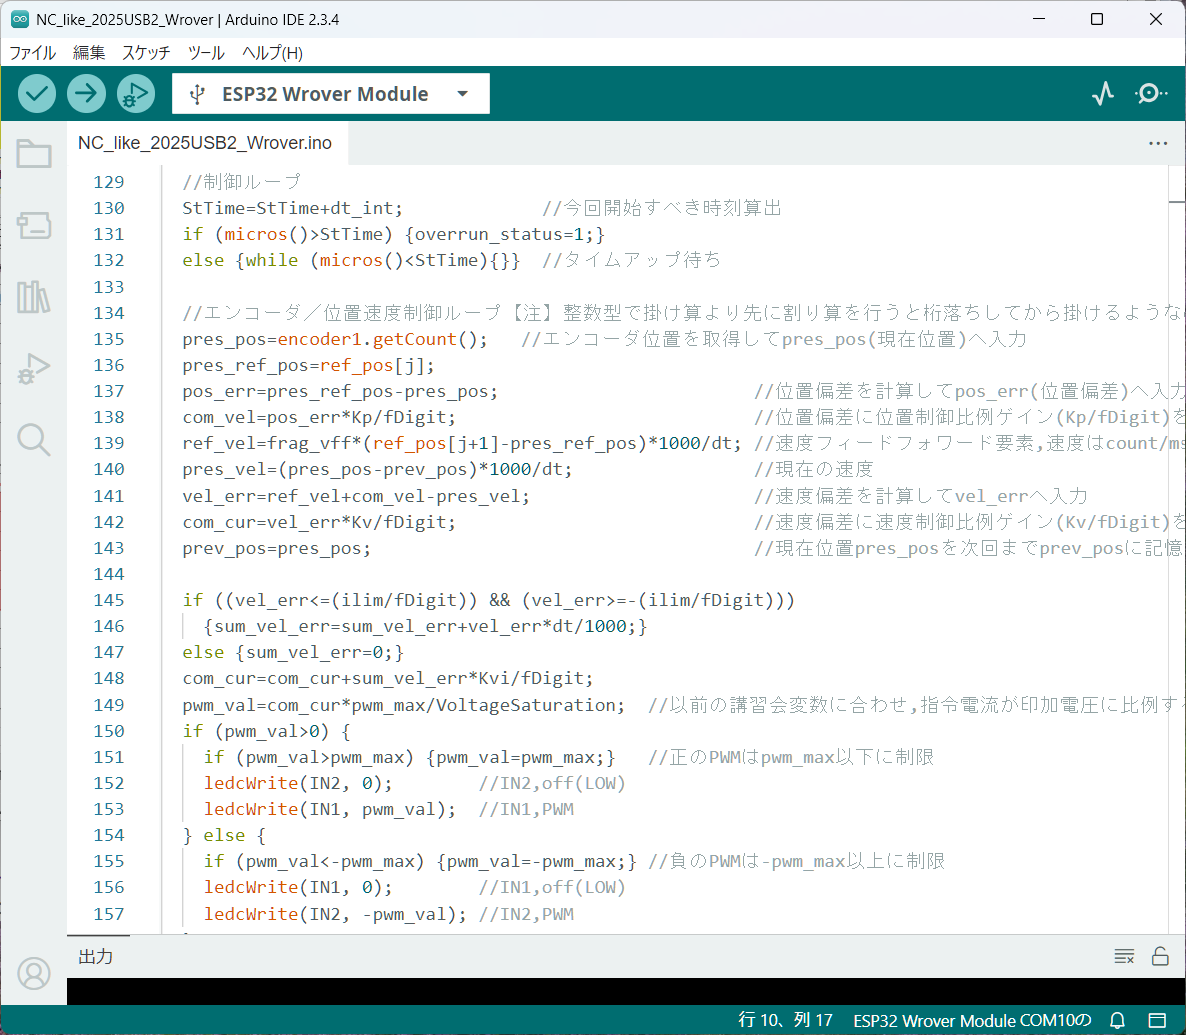 NC_like_2025USB2_Wrover | Arduino IDE 2.3.4
ファイル 編集 スケッチ ツール ヘルプ(H)
ESP32 Wrover Module
NC_like_2025USB2_Wrover.ino
129 //制御ループ
130 StTime=StTime+dt_int; //今回開始すべき時刻算出
131 if (micros()>StTime) {overrun_status=1;}
132 else {while (micros()<StTime){}} //タイムアップ待ち
133
134 //エンコーダ／位置速度制御ループ【注】整数型で掛け算より先に割り算を行うと桁落ちしてから掛けるような
135 pres_pos=encoder1.getCount(); //エンコーダ位置を取得してpres_pos(現在位置)へ入力
136 pres_ref_pos=ref_pos[j];
137 pos_err=pres_ref_pos-pres_pos; //位置偏差を計算してpos_err(位置偏差)へ入力
138 com_vel=pos_err*Kp/fDigit; //位置偏差に位置制御比例ゲイン(Kp/fDigit)を
139 ref_vel=frag_vff*(ref_pos[j+1]-pres_ref_pos)*1000/dt; //速度フィードフォワード要素,速度はcount/ms
140 pres_vel=(pres_pos-prev_pos)*1000/dt; //現在の速度
141 vel_err=ref_vel+com_vel-pres_vel; //速度偏差を計算してvel_errへ入力
142 com_cur=vel_err*Kv/fDigit; //速度偏差に速度制御比例ゲイン(Kv/fDigit)を
143 prev_pos=pres_pos; //現在位置pres_posを次回までprev_posに記憶
144
145 if ((vel_err<=(ilim/fDigit)) && (vel_err>=-(ilim/fDigit)))
146 {sum_vel_err=sum_vel_err+vel_err*dt/1000;}
147 else {sum_vel_err=0;}
148 com_cur=com_cur+sum_vel_err*Kvi/fDigit;
149 pwm_val=com_cur*pwm_max/VoltageSaturation; //以前の講習会変数に合わせ,指令電流が印加電圧に比例する
150 if (pwm_val>0) {
151 if (pwm_val>pwm_max) {pwm_val=pwm_max;} //正のPWMはpwm_max以下に制限
152 ledcWrite(IN2, 0); //IN2,off(LOW)
153 ledcWrite(IN1, pwm_val); //IN1,PWM
154 } else {
155 if (pwm_val<-pwm_max) {pwm_val=-pwm_max;} //負のPWMは-pwm_max以上に制限
156 ledcWrite(IN1, 0); //IN1,off(LOW)
157 ledcWrite(IN2, -pwm_val); //IN2,PWM
出力
行 10、列 17 ESP32 Wrover Module COM10の